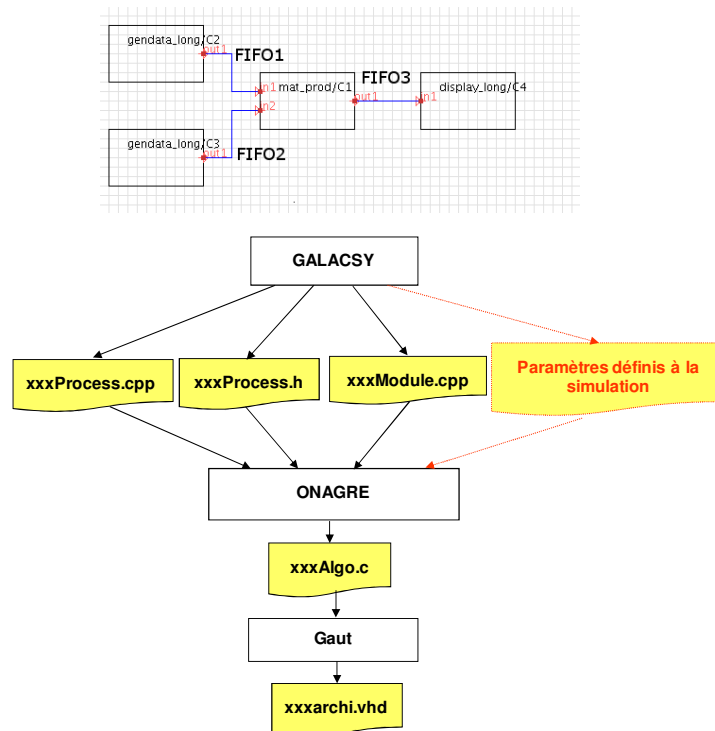 gendata_long/C2
out1
FIFO1
in1
mat_prod/C1
in2
out1
FIFO3
in1
display_long/C4
gendata_long/C3
out1
FIFO2
GALACSY
xxxProcess.cpp
xxxProcess.h
xxxModule.cpp
Paramètres définis à la
simulation
ONAGRE
xxxAlgo.c
Gaut
xxxarchi.vhd